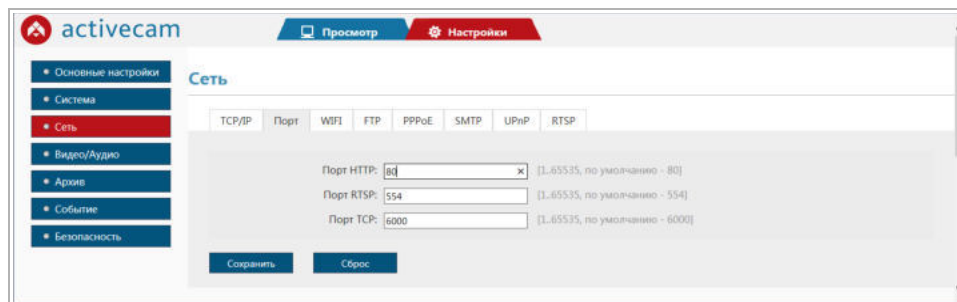 activecam
Просмотр
Настройки
Основные настройки
Система
Сеть
Видео/Аудио
Архив
Событие
Безопасность
Сеть
TCP/IP Порт WIFI FTP PPPoE SMTP UPnP RTSP
Порт HTTP: 80 × [1..65535, по умолчанию - 80]
Порт RTSP: 554 [1..65535, по умолчанию - 554]
Порт TCP: 6000 [1..65535, по умолчанию - 6000]
Сохранить Сброс